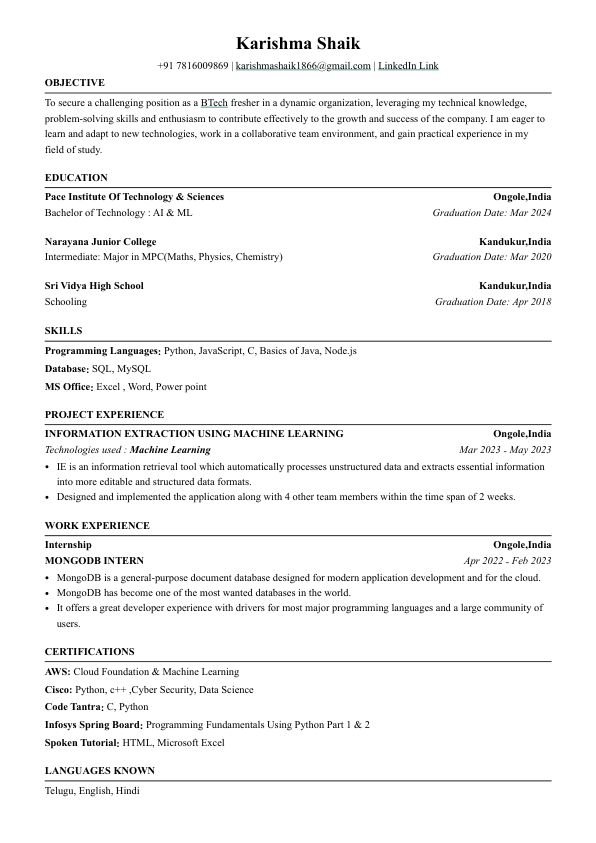 Karishma Shaik
+91 7816009869 | karishmashaik1866@gmail.com | LinkedIn Link
OBJECTIVE
To secure a challenging position as a BTech fresher in a dynamic organization, leveraging my technical knowledge,
problem-solving skills and enthusiasm to contribute effectively to the growth and success of the company. I am eager to
learn and adapt to new technologies, work in a collaborative team environment, and gain practical experience in my
field of study.
EDUCATION
Pace Institute Of Technology & Sciences Ongole,India
Bachelor of Technology : AI & ML Graduation Date: Mar 2024
Narayana Junior College Kandukur,India
Intermediate: Major in MPC(Maths, Physics, Chemistry) Graduation Date: Mar 2020
Sri Vidya High School Kandukur,India
Schooling Graduation Date: Apr 2018
SKILLS
Programming Languages: Python, JavaScript, C, Basics of Java, Node.js
Database: SQL, MySQL
MS Office: Excel , Word, Power point
PROJECT EXPERIENCE
INFORMATION EXTRACTION USING MACHINE LEARNING Ongole,India
Technologies used : Machine Learning Mar 2023 - May 2023
• IE is an information retrieval tool which automatically processes unstructured data and extracts essential information
into more editable and structured data formats.
• Designed and implemented the application along with 4 other team members within the time span of 2 weeks.
WORK EXPERIENCE
Internship Ongole,India
MONGODB INTERN Apr 2022 - Feb 2023
• MongoDB is a general-purpose document database designed for modern application development and for the cloud.
• MongoDB has become one of the most wanted databases in the world.
• It offers a great developer experience with drivers for most major programming languages and a large community of
users.
CERTIFICATIONS
AWS: Cloud Foundation & Machine Learning
Cisco: Python, c++ ,Cyber Security, Data Science
Code Tantra: C, Python
Infosys Spring Board: Programming Fundamentals Using Python Part 1 & 2
Spoken Tutorial: HTML, Microsoft Excel
LANGUAGES KNOWN
Telugu, English, Hindi